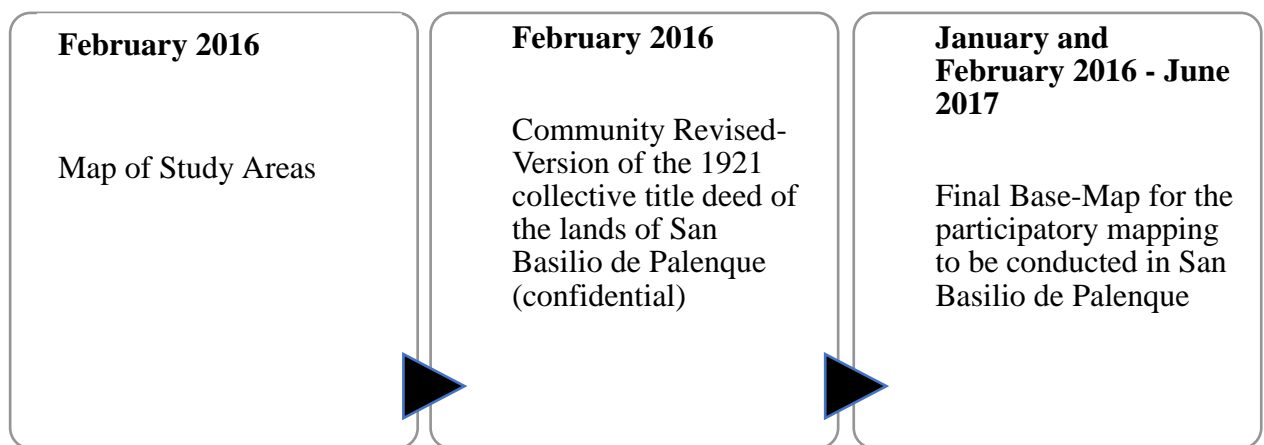 February 2016
Map of Study Areas
February 2016
Community Revised-
Version of the 1921
collective title deed of
the lands of San
Basilio de Palenque
(confidential)
January and
February 2016 - June
2017
Final Base-Map for the
participatory mapping
to be conducted in San
Basilio de Palenque